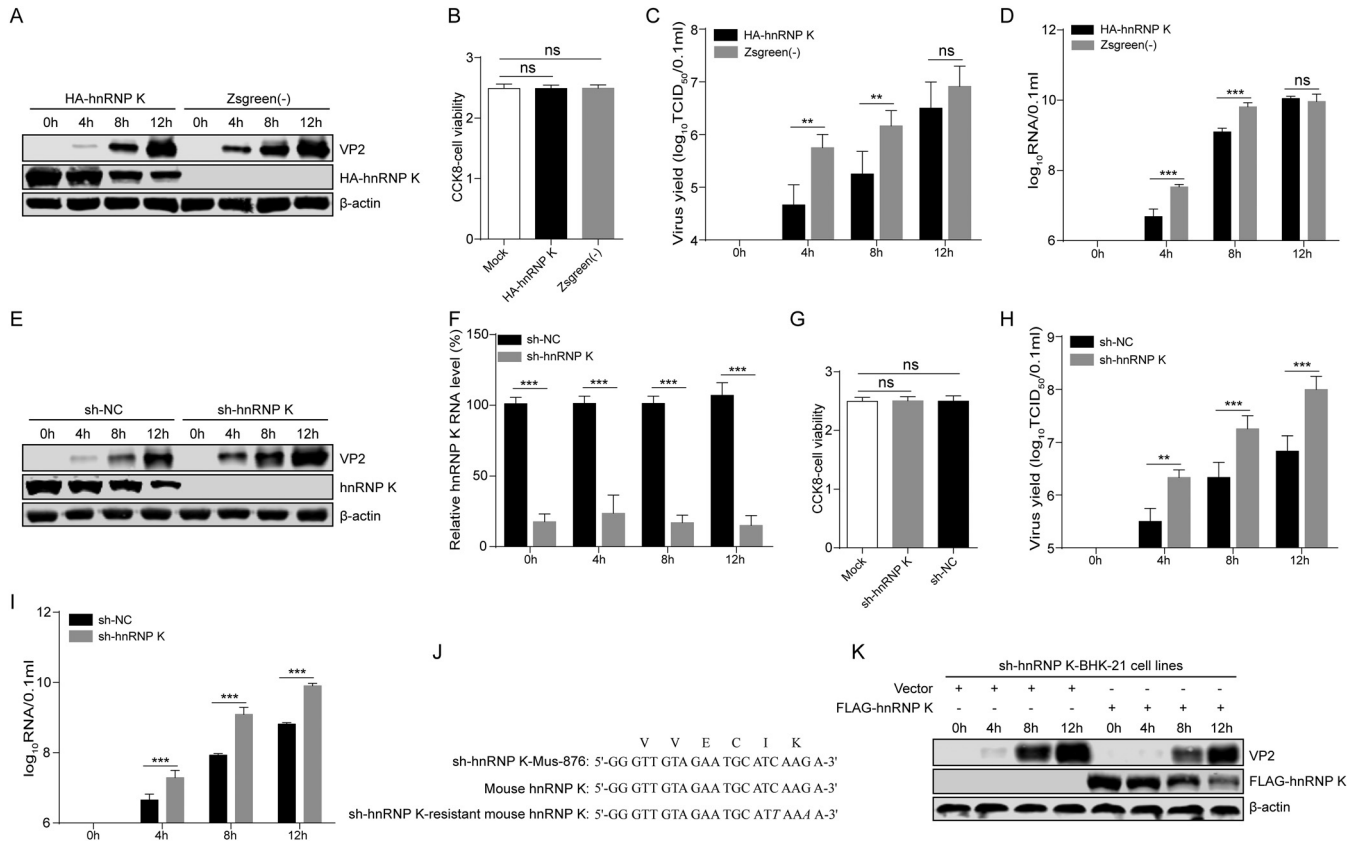 A
HA-hnRNP K Zsgreen(-)
0h 4h 8h 12h 0h 4h 8h 12h
VP2
HA-hnRNP K
β-actin
B
CCK8-cell viability
3
2
1
0
ns
ns
Mock
HA-hnRNP K
Zsgreen(-)
C
Virus yield (log10TCID50/0.1ml)
8
7
6
5
4
HA-hnRNP K
Zsgreen(-)
**
**
ns
0h 4h 8h 12h
D
log10RNA/0.1ml
12
10
8
6
HA-hnRNP K
Zsgreen(-)
***
***
ns
0h 4h 8h 12h
E
sh-NC sh-hnRNP K
0h 4h 8h 12h 0h 4h 8h 12h
VP2
hnRNP K
β-actin
F
Relative hnRNP K RNA level (%)
150
100
50
0
sh-NC
sh-hnRNP K
*** *** *** ***
0h 4h 8h 12h
G
CCK8-cell viability
3
2
1
0
ns
ns
Mock
sh-hnRNP K
sh-NC
H
Virus yield (log10TCID50/0.1ml)
9
8
7
6
5
sh-NC
sh-hnRNP K
**
***
***
0h 4h 8h 12h
I
log10RNA/0.1ml
12
10
8
6
sh-NC
sh-hnRNP K
***
***
***
0h 4h 8h 12h
J
V V E C I K
sh-hnRNP K-Mus-876: 5'-GG GTT GTA GAA TGC ATC AAG A-3'
Mouse hnRNP K: 5'-GG GTT GTA GAA TGC ATC AAG A-3'
sh-hnRNP K-resistant mouse hnRNP K: 5'-GG GTT GTA GAA TGC ATT AAA A-3'
K
sh-hnRNP K-BHK-21 cell lines
Vector + + + + - - - -
FLAG-hnRNP K - - - - + + + +
0h 4h 8h 12h 0h 4h 8h 12h
VP2
FLAG-hnRNP K
β-actin